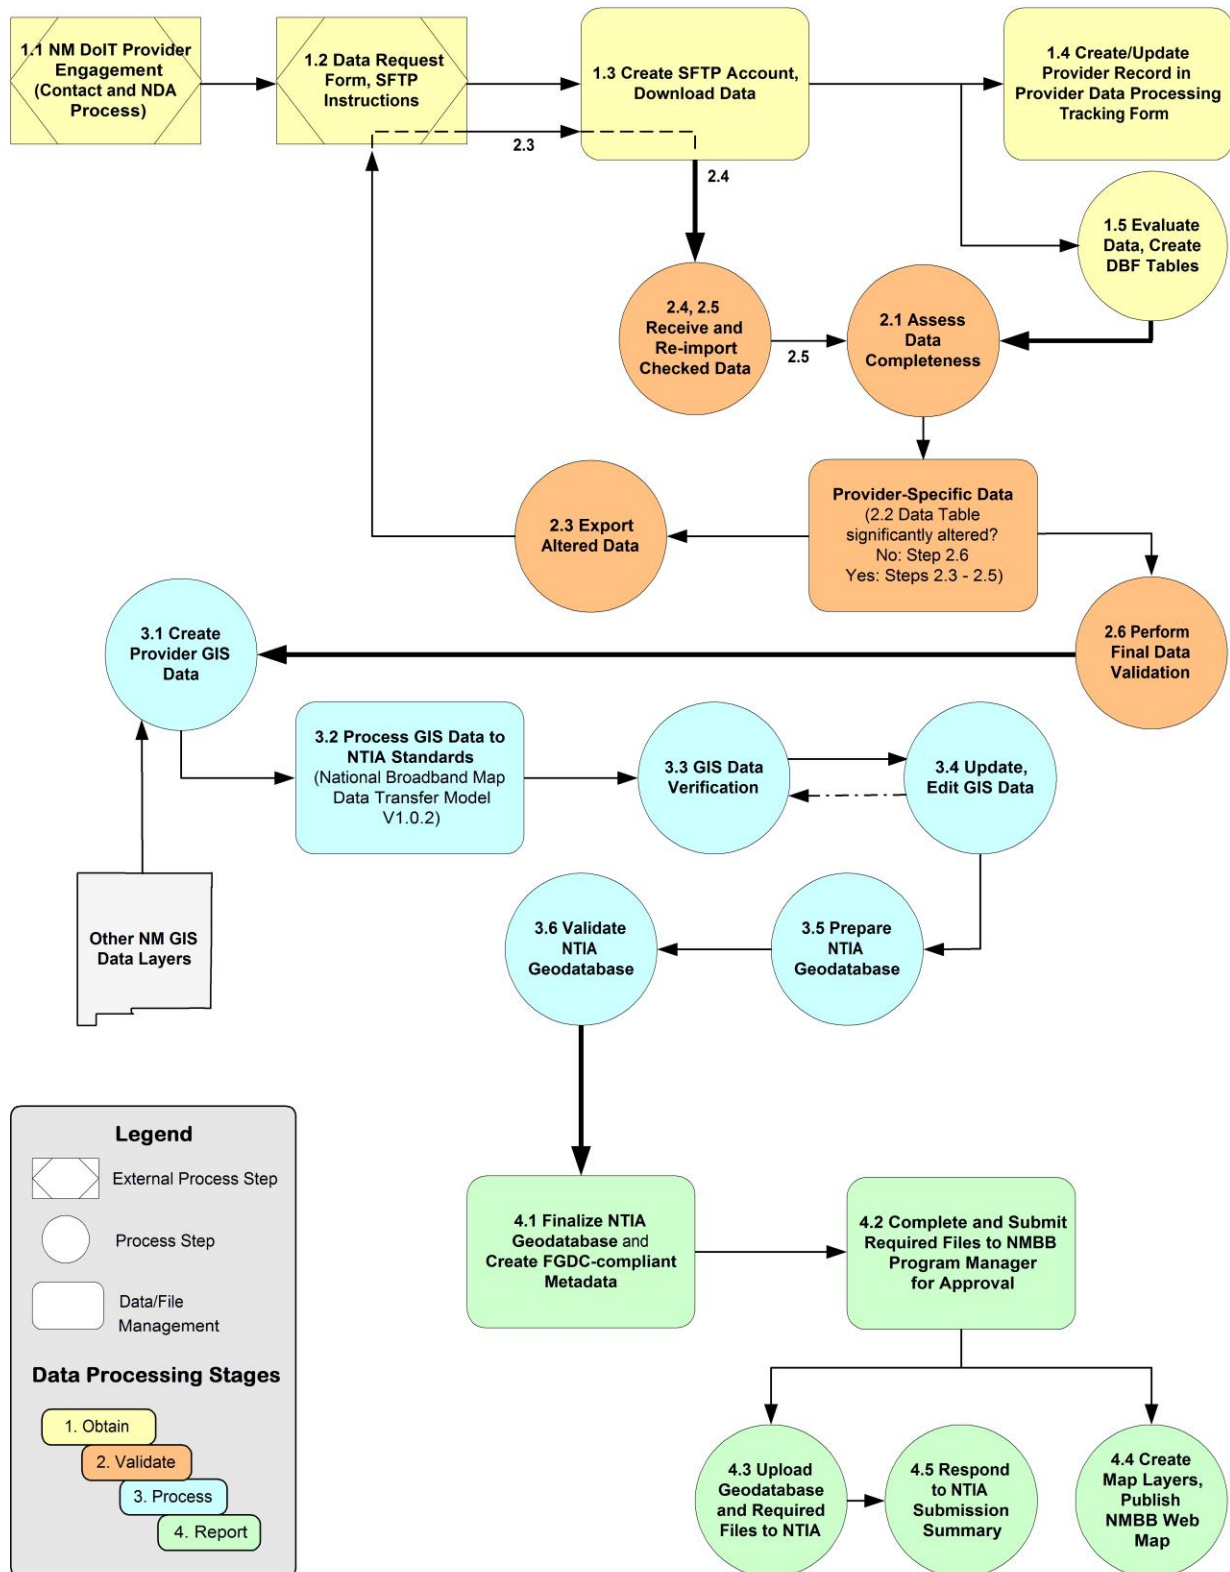 1.1 NM DoIT Provider
Engagement
(Contact and NDA
Process)
1.2 Data Request
Form, SFTP
Instructions
1.3 Create SFTP Account,
Download Data
1.4 Create/Update
Provider Record in
Provider Data Processing
Tracking Form
2.3
2.4
1.5 Evaluate
Data, Create
DBF Tables
2.4, 2.5
Receive and
Re-import
Checked Data
2.5
2.1 Assess
Data
Completeness
2.3 Export
Altered Data
Provider-Specific Data
(2.2 Data Table
significantly altered?
No: Step 2.6
Yes: Steps 2.3 - 2.5)
2.6 Perform
Final Data
Validation
3.1 Create
Provider GIS
Data
3.2 Process GIS Data to
NTIA Standards
(National Broadband Map
Data Transfer Model
V1.0.2)
3.3 GIS Data
Verification
3.4 Update,
Edit GIS Data
Other NM GIS
Data Layers
3.6 Validate
NTIA
Geodatabase
3.5 Prepare
NTIA
Geodatabase
4.1 Finalize NTIA
Geodatabase and
Create FGDC-compliant
Metadata
4.2 Complete and Submit
Required Files to NMBB
Program Manager
for Approval
4.3 Upload
Geodatabase
and Required
Files to NTIA
4.5 Respond
to NTIA
Submission
Summary
4.4 Create
Map Layers,
Publish
NMBB Web
Map
Legend
External Process Step
Process Step
Data/File
Management
Data Processing Stages
1. Obtain
2. Validate
3. Process
4. Report